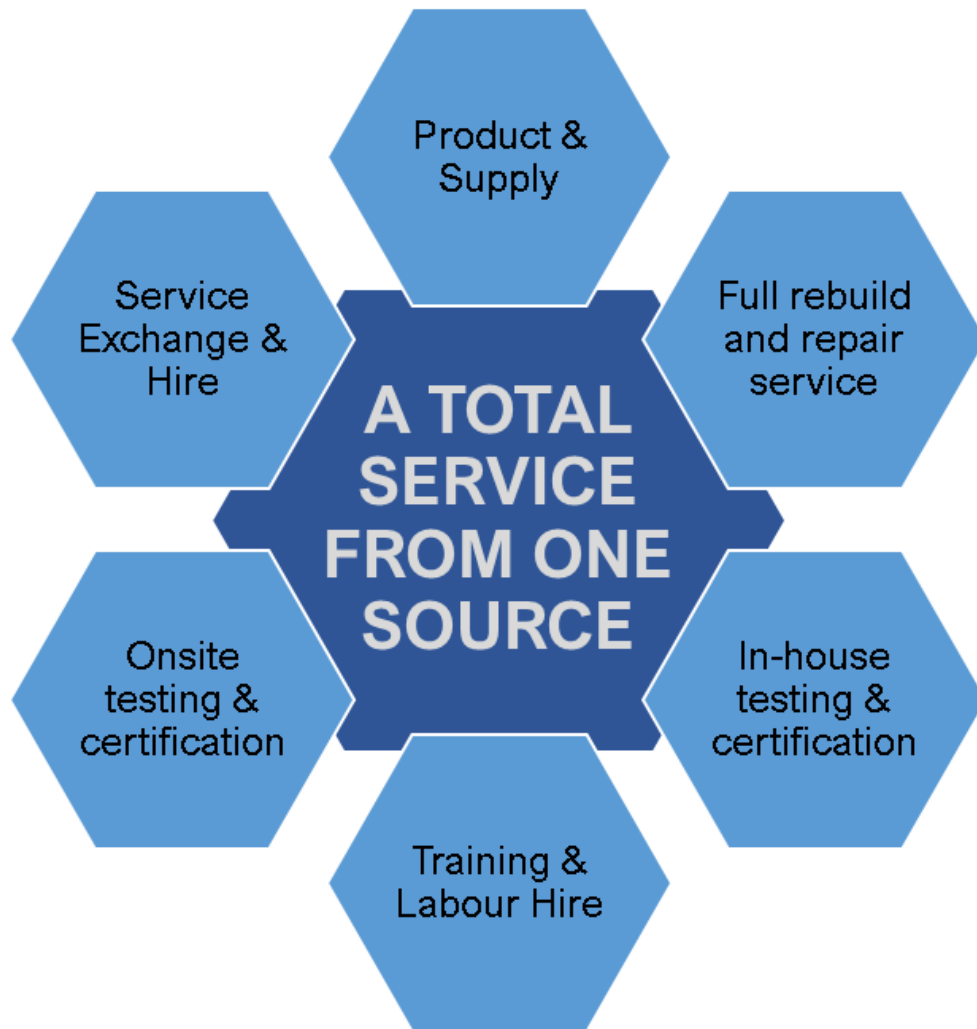 Product &
Supply
Full rebuild
and repair
service
In-house
testing &
certification
Training &
Labour Hire
Onsite
testing &
certification
Service
Exchange &
Hire
A TOTAL
SERVICE
FROM ONE
SOURCE